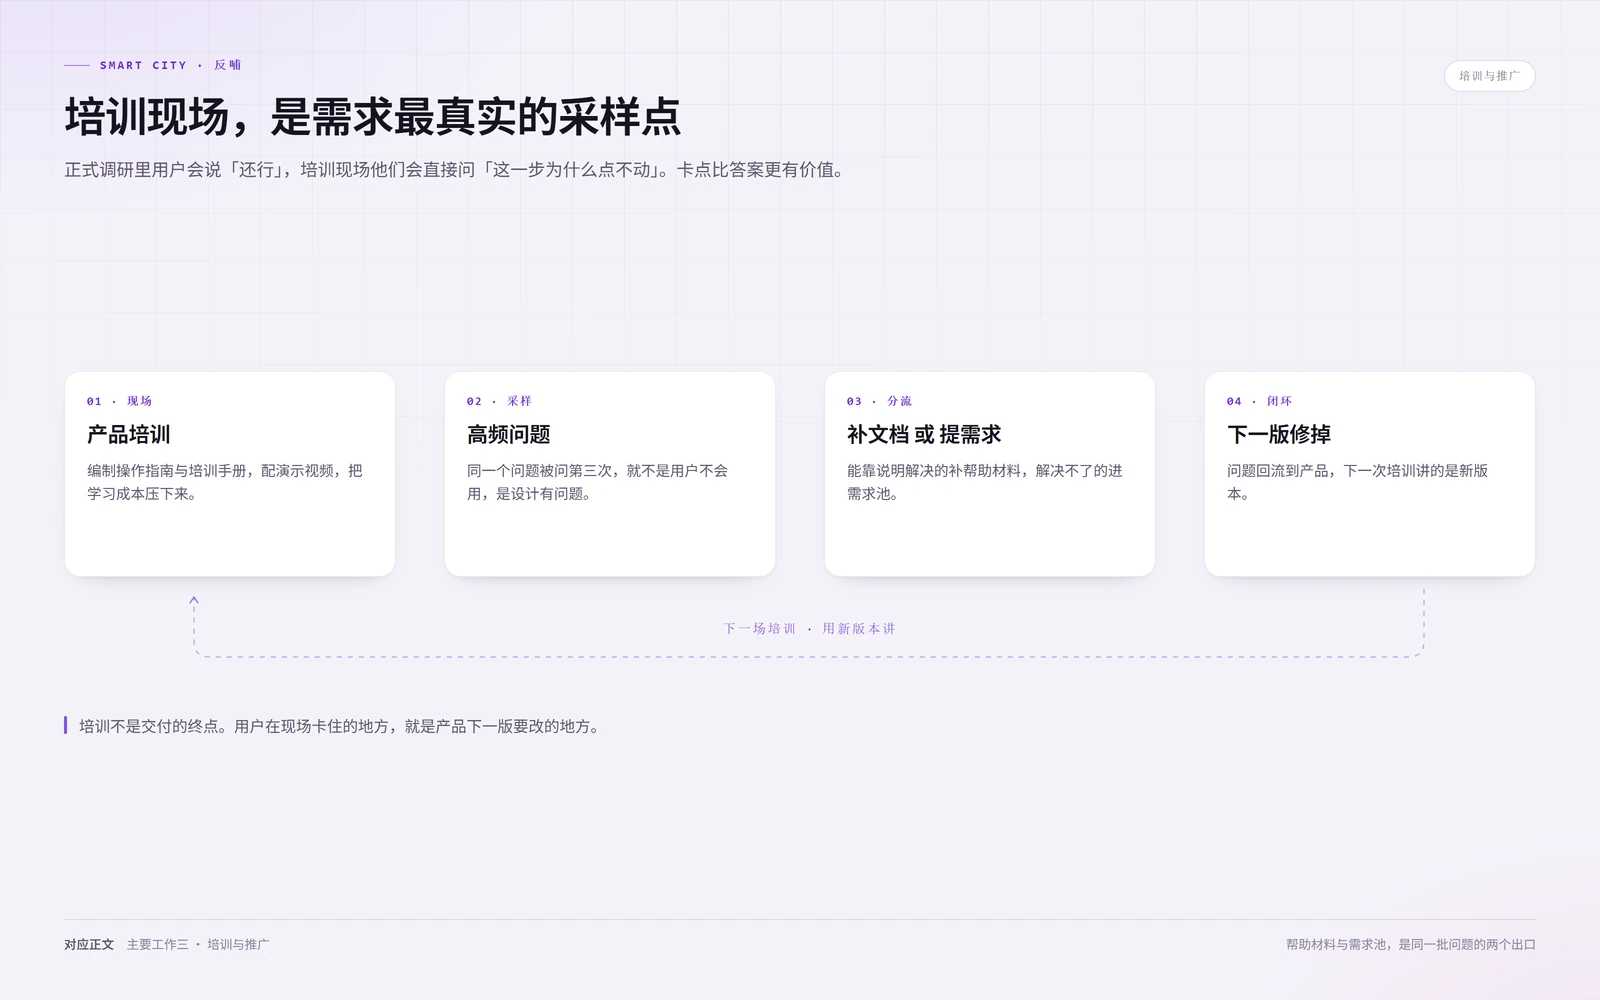 SMART CITY · 反哺
培训与推广
培训现场，是需求最真实的采样点
正式调研里用户会说「还行」，培训现场他们会直接问「这一步为什么点不动」。卡点比答案更有价值。
01 · 现场
产品培训
编制操作指南与培训手册，配演示视频，把
学习成本压下来。
02 · 采样
高频问题
同一个问题被问第三次，就不是用户不会
用，是设计有问题。
03 · 分流
补文档 或 提需求
能靠说明解决的补帮助材料，解决不了的进
需求池。
04 · 闭环
下一版修掉
问题回流到产品，下一次培训讲的是新版
本。
下一场培训 · 用新版本讲
培训不是交付的终点。用户在现场卡住的地方，就是产品下一版要改的地方。
对应正文 主要工作三 · 培训与推广
帮助材料与需求池，是同一批问题的两个出口